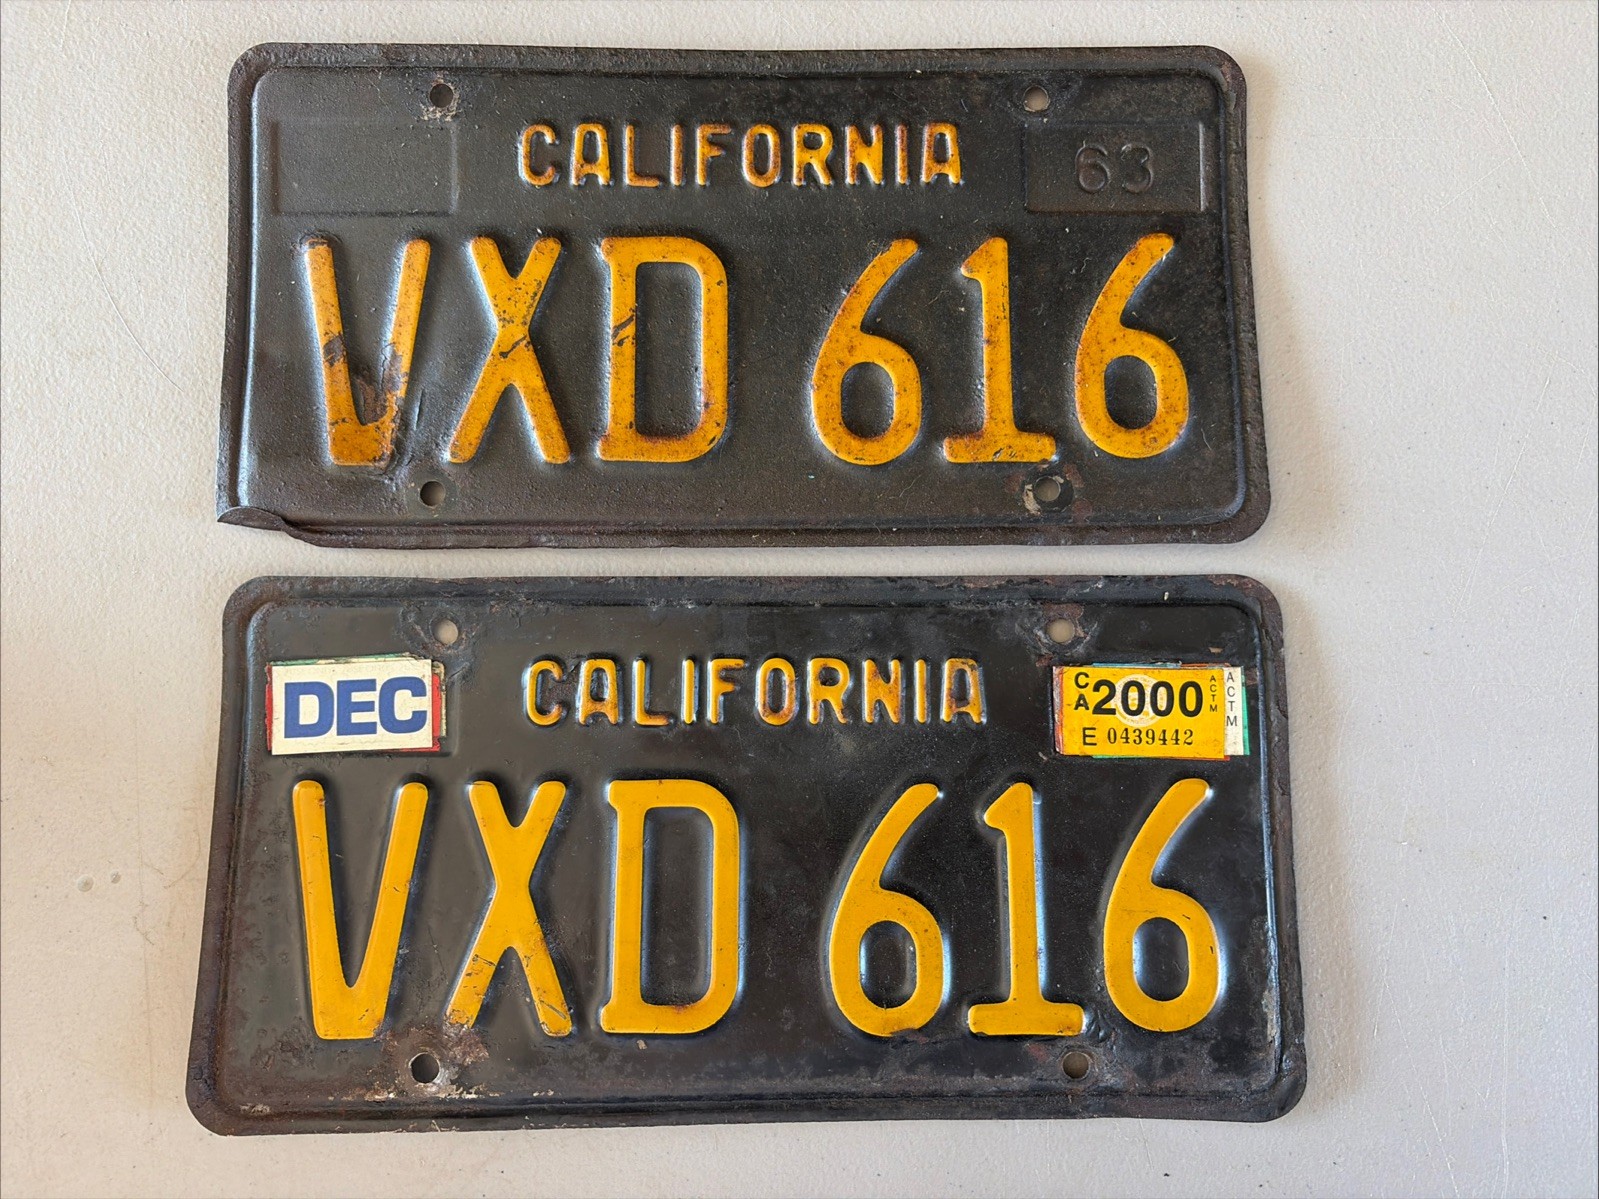 CALIFORNIA 63
VXD 616
DEC CALIFORNIA CA 2000 ACTM ACTM
E 0439442
VXD 616